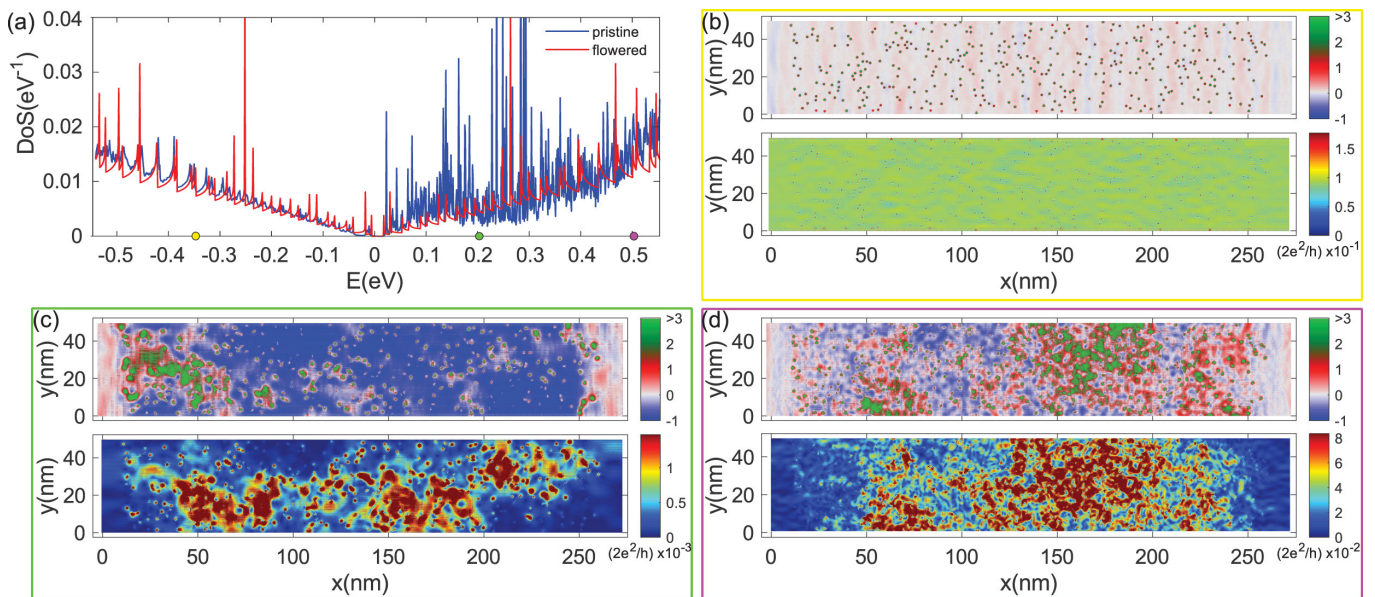 (a)
0.04
0.03
0.02
0.01
0
DoS(eV⁻¹)
pristine
flowered
-0.5 -0.4 -0.3 -0.2 -0.1 0 0.1 0.2 0.3 0.4 0.5
E(eV)
(b)
y(nm)
40
20
0
>3
2
1
0
-1
y(nm)
40
20
0
1.5
1
0.5
0
(2e²/h) x10⁻¹
0 50 100 150 200 250
x(nm)
(c)
y(nm)
40
20
0
>3
2
1
0
-1
y(nm)
40
20
0
1
0.5
0
(2e²/h) x10⁻³
0 50 100 150 200 250
x(nm)
(d)
y(nm)
40
20
0
>3
2
1
0
-1
y(nm)
40
20
0
8
6
4
2
0
(2e²/h) x10⁻²
0 50 100 150 200 250
x(nm)